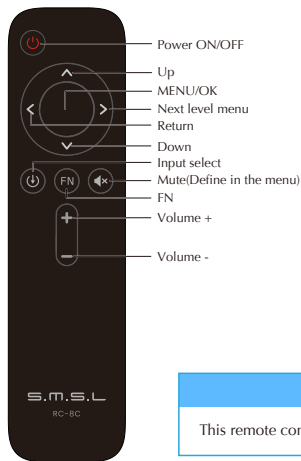 Power ON/OFF
Up
MENU/OK
Next level menu
Return
Down
Input select
Mute(Define in the menu)
FN
FN
Volume +
Volume -
S.M.S.L
RC-8C
This remote cor